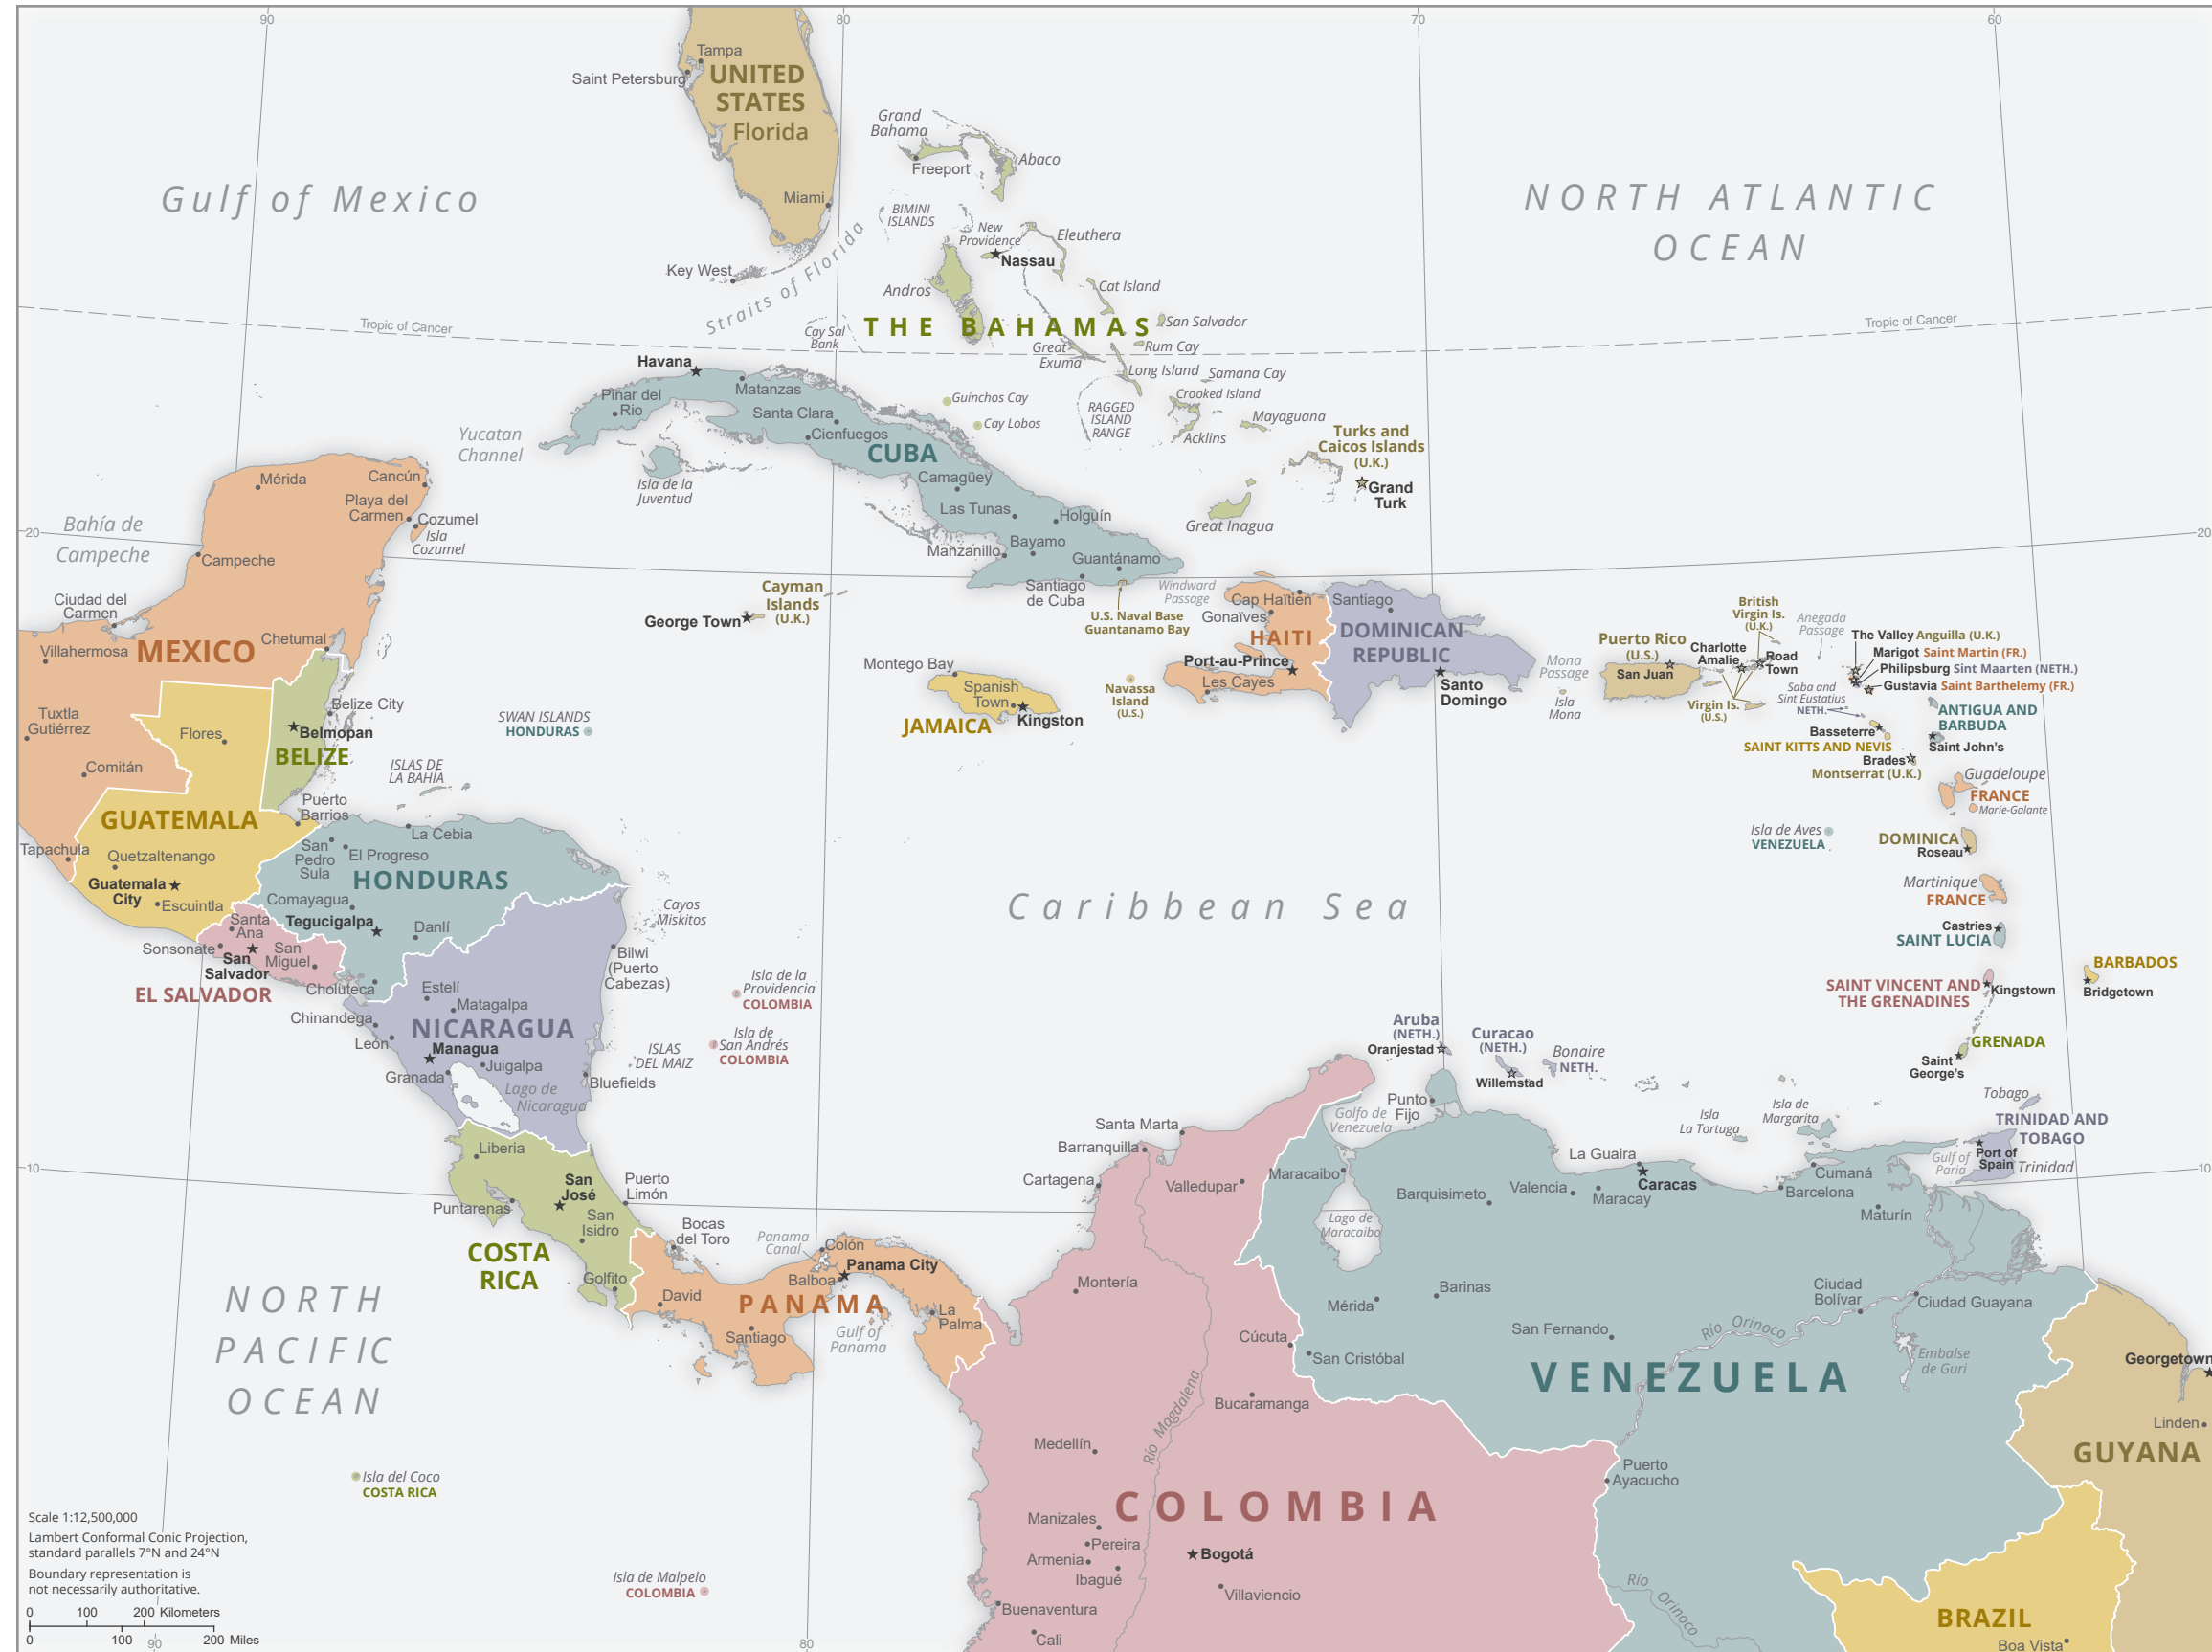 90
80
70
60
Tampa
Saint Petersburg
UNITED
STATES
Florida
Miami
Key West
Gulf of Mexico
Straits of Florida
NORTH ATLANTIC
OCEAN
Grand
Bahama
Freeport
Abaco
BIMINI
ISLANDS
New
Providence
Nassau
Eleuthera
Andros
Cat Island
THE BAHAMAS
San Salvador
Cay Sal
Bank
Great
Exuma
Rum Cay
Tropic of Cancer
Tropic of Cancer
Long Island
Samana Cay
Crooked Island
RAGGED
ISLAND
RANGE
Acklins
Mayaguana
Guinchos Cay
Cay Lobos
Turks and
Caicos Islands
(U.K.)
Grand
Turk
Great Inagua
Havana
Matanzas
Pinar del
Rio
Santa Clara
Cienfuegos
CUBA
Camagüey
Las Tunas
Holguín
Bayamo
Manzanillo
Guantánamo
Santiago
de Cuba
Isla de la
Juventud
Yucatan
Channel
U.S. Naval Base
Guantanamo Bay
Windward
Passage
Cayman
Islands
(U.K.)
George Town
Mérida
Cancún
Playa del
Carmen
Cozumel
Isla
Cozumel
Bahía de
Campeche
20
20
Campeche
Ciudad del
Carmen
Chetumal
Villahermosa
MEXICO
Tuxtla
Gutiérrez
Comitán
Tapachula
Belize City
Belmopan
BELIZE
Flores
GUATEMALA
Puerto
Barrios
Quetzaltenango
Guatemala
City
Escuintla
SWAN ISLANDS
HONDURAS
ISLAS DE
LA BAHÍA
La Cebia
San
Pedro
Sula
El Progreso
HONDURAS
Comayagua
Tegucigalpa
Danlí
Choluteca
Santa
Ana
Sonsonate
San
Salvador
San
Miguel
EL SALVADOR
Cayos
Miskitos
Bilwi
(Puerto
Cabezas)
Estelí
Matagalpa
Chinandega
NICARAGUA
León
Managua
Juigalpa
Granada
Lago de
Nicaragua
Bluefields
ISLAS
DEL MAIZ
Isla de la
Providencia
COLOMBIA
Isla de
San Andrés
COLOMBIA
Caribbean Sea
Montego Bay
Spanish
Town
Kingston
JAMAICA
Navassa
Island
(U.S.)
Cap Haïtien
Gonaïves
HAITI
Port-au-Prince
Les Cayes
Santiago
DOMINICAN
REPUBLIC
Santo
Domingo
Mona
Passage
Isla
Mona
Puerto Rico
(U.S.)
San Juan
British
Virgin Is.
(U.K.)
Charlotte
Amalie
Road
Town
Virgin Is.
(U.S.)
Anegada
Passage
The Valley Anguilla (U.K.)
Marigot Saint Martin (FR.)
Philipsburg Sint Maarten (NETH.)
Gustavia Saint Barthelemy (FR.)
Saba and
Sint Eustatius
NETH.
ANTIGUA AND
BARBUDA
Saint John's
Basseterre
SAINT KITTS AND NEVIS
Brades
Montserrat (U.K.)
Guadeloupe
FRANCE
Marie-Galante
Isla de Aves
VENEZUELA
DOMINICA
Roseau
Martinique
FRANCE
Castries
SAINT LUCIA
BARBADOS
Bridgetown
SAINT VINCENT AND
THE GRENADINES
Kingstown
GRENADA
Saint
George's
Tobago
TRINIDAD AND
TOBAGO
Port of
Spain
Trinidad
Gulf of
Paria
Aruba
(NETH.)
Oranjestad
Curacao
(NETH.)
Willemstad
Bonaire
NETH.
Isla
La Tortuga
Isla de
Margarita
Punto
Fijo
Golfo de
Venezuela
10
10
Liberia
San
José
Puerto
Limón
Puntarenas
San
Isidro
COSTA
RICA
Golfito
Bocas
del Toro
Panama
Canal
Colón
Panama City
Balboa
David
PANAMA
Santiago
La
Palma
Gulf of
Panama
NORTH
PACIFIC
OCEAN
Isla del Coco
COSTA RICA
Isla de Malpelo
COLOMBIA
Santa Marta
Barranquilla
Cartagena
Valledupar
Montería
Maracaibo
Lago de
Maracaibo
Barquisimeto
Valencia
Maracay
La Guaira
Caracas
Cumaná
Barcelona
Maturín
Mérida
Barinas
Cúcuta
San Cristóbal
San Fernando
Ciudad
Bolívar
Ciudad Guayana
Río Orinoco
Embalse
de Guri
VENEZUELA
Georgetown
Linden
GUYANA
Bucaramanga
Río Magdalena
Medellín
Puerto
Ayacucho
COLOMBIA
Manizales
Pereira
Armenia
Ibagué
Bogotá
Villaviencio
Buenaventura
Cali
Río
Orinoco
BRAZIL
Boa Vista
Scale 1:12,500,000
Lambert Conformal Conic Projection,
standard parallels 7°N and 24°N
Boundary representation is
not necessarily authoritative.
0 100 200 Kilometers
0 100 200 Miles
90
80